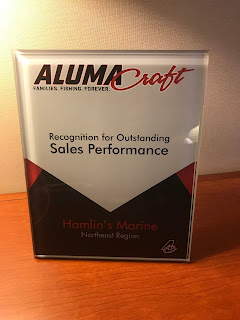 ALUMACraft
FAMILIES. FISHING. FOREVER.
Recognition for Outstanding
Sales Performance
Hamlin's Marine
Northeast Region